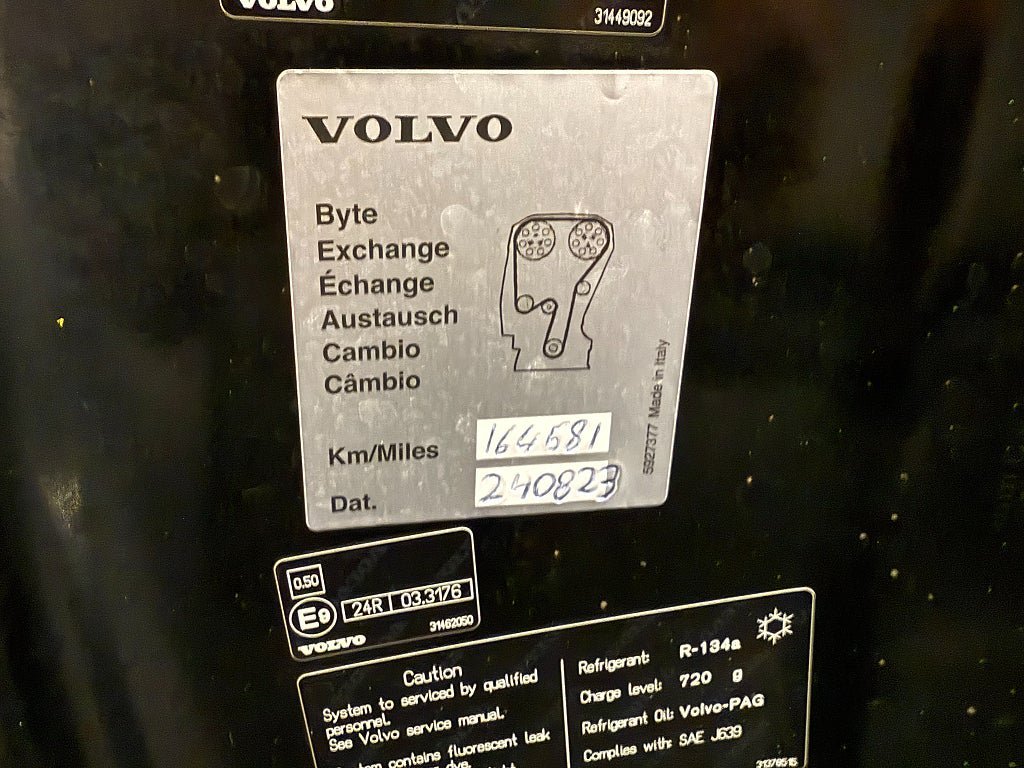 VOLVO
31449092
VOLVO
Byte
Exchange
Échange
Austausch
Cambio
Câmbio
Km/Miles 164581
Dat. 240823
5927377 Made in Italy
0.50
E9 24R 03.3176
31462050
VOLVO
Caution
System to serviced by qualified
personnel.
See Volvo service manual.
contains fluorescent leak
dye.
Refrigerant: R-134a
Charge level: 720 g
Refrigerant Oil: Volvo-PAG
Complies with: SAE J639
31379515